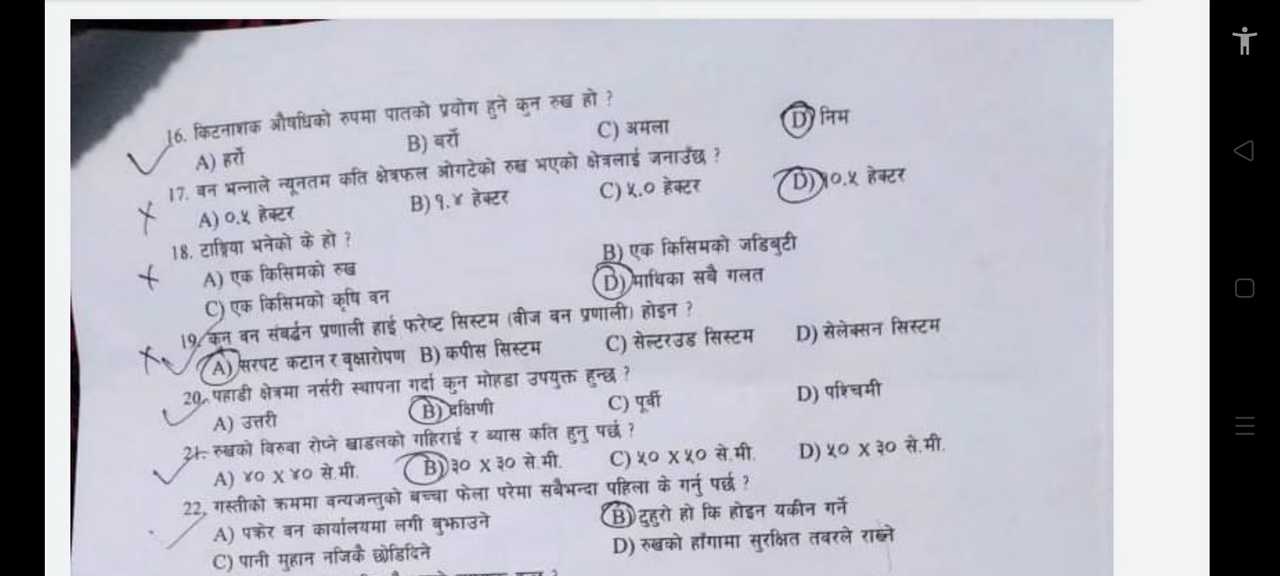 16. किटनाशक औषधिको रुपमा पातको प्रयोग हुने कुन रुख हो ?
A) हर्रो B) बर्रो C) अमला D) निम
17. वन भन्नाले न्यूनतम कति क्षेत्रफल ओगटेको रुख भएको क्षेत्रलाई जनाउँछ ?
A) ०.५ हेक्टर B) १.४ हेक्टर C) ५.० हेक्टर D) १०.५ हेक्टर
18. टाङ्गिया भनेको के हो ?
A) एक किसिमको रुख B) एक किसिमको जडिबुटी
C) एक किसिमको कृषि वन D) माथिका सबै गलत
19. कुन वन संबर्द्धन प्रणाली हाई फरेष्ट सिस्टम (बीज वन प्रणाली) होइन ?
A) सरपट कटान र वृक्षारोपण B) कपीस सिस्टम C) सेल्टरउड सिस्टम D) सेलेक्सन सिस्टम
20. पहाडी क्षेत्रमा नर्सरी स्थापना गर्दा कुन मोहडा उपयुक्त हुन्छ ?
A) उत्तरी B) दक्षिणी C) पूर्वी D) पश्चिमी
21. रुखको बिरुवा रोप्ने खाडलको गहिराई र ब्यास कति हुनु पर्छ ?
A) ४० X ४० से.मी. B) ३० X ३० से.मी. C) ५० X ५० से.मी. D) ५० X ३० से.मी.
22. गस्तीको क्रममा वन्यजन्तुको बच्चा फेला परेमा सबैभन्दा पहिला के गर्नु पर्छ ?
A) पक्रेर वन कार्यालयमा लगी बुझाउने B) टुहुरो हो कि होइन यकीन गर्ने
C) पानी मुहान नजिकै छोडिदिने D) रुखको हाँगामा सुरक्षित तवरले राख्ने